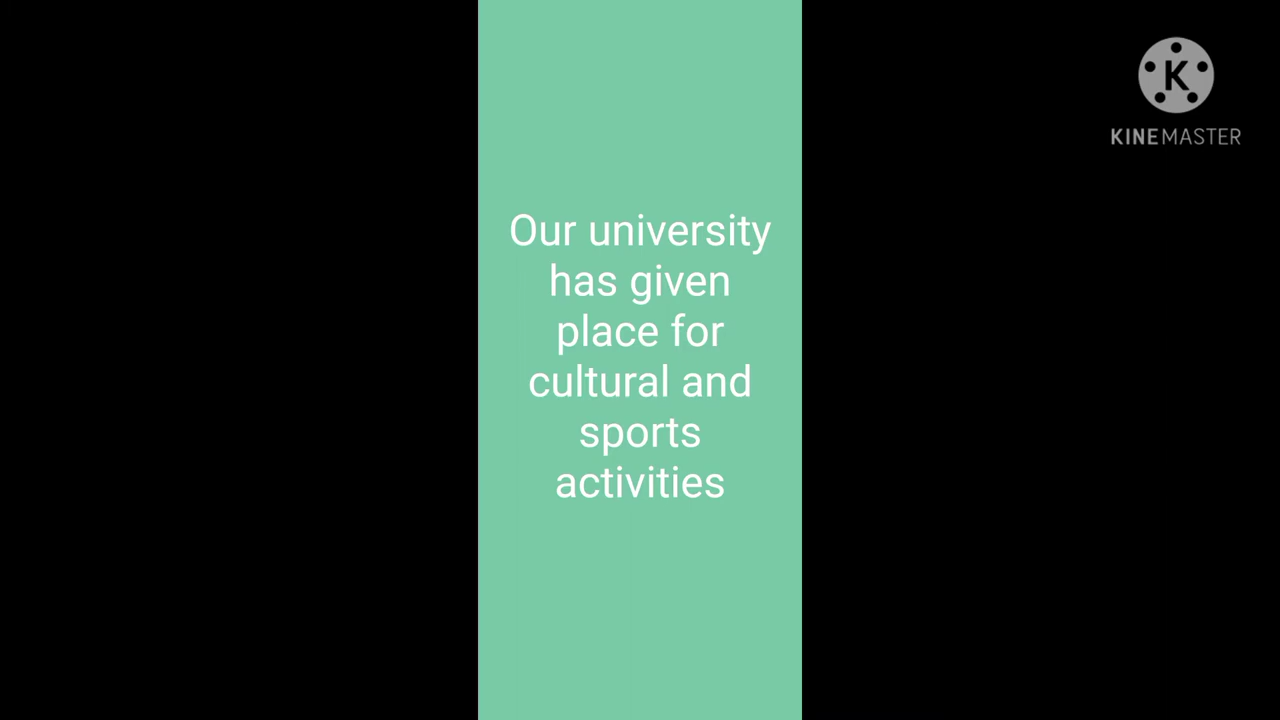 Our university
has given
place for
cultural and
sports
activities
K
KINEMASTER